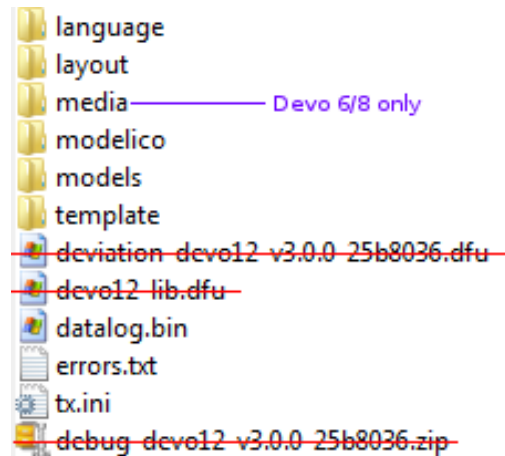 language
layout
media Devo 6/8 only
modelico
models
template
deviation-devo12-v3.0.0-25b8036.dfu
devo12-lib.dfu
datalog.bin
errors.txt
tx.ini
debug-devo12-v3.0.0-25b8036.zip